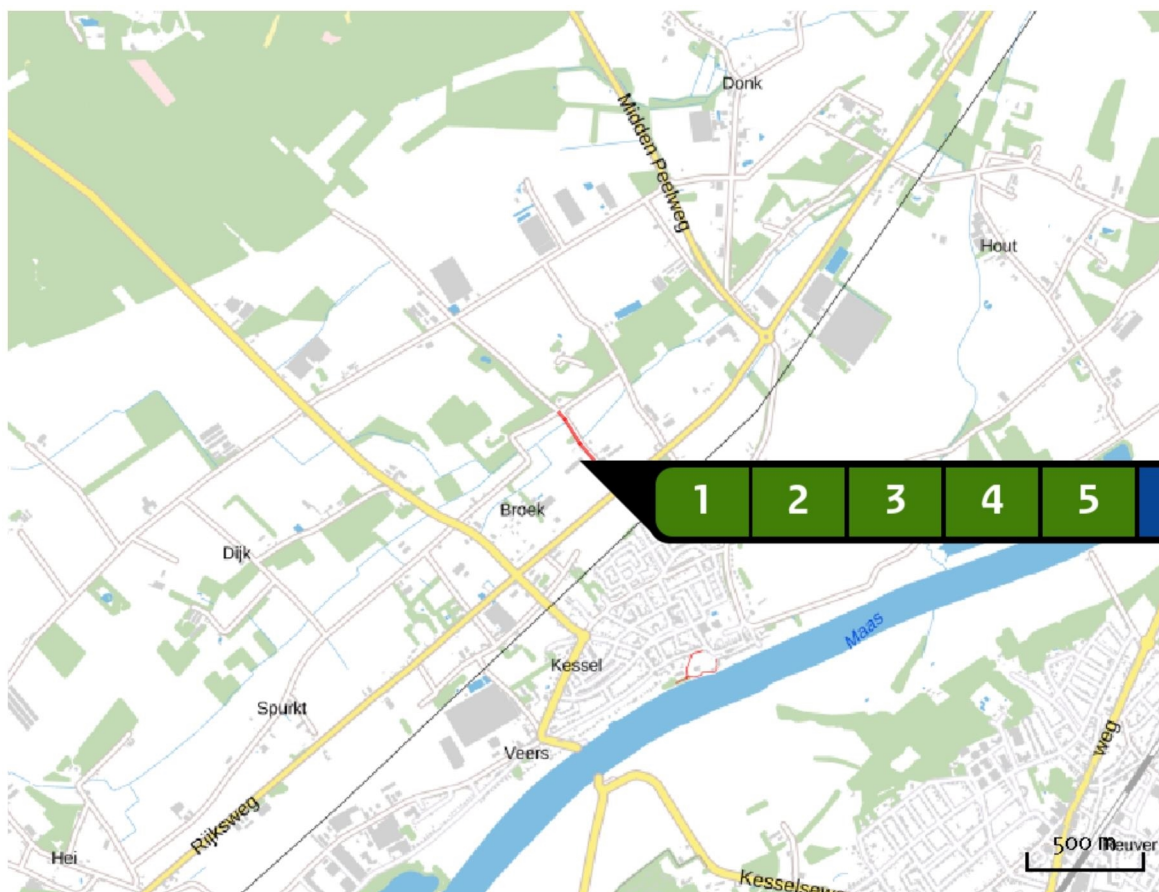 Donk
Midden Peelweg
Hout
1 2 3 4 5
Broek
Dijk
Maas
Kessel
Spurkt
Veers
weg
Rijksweg
500 m
Hei